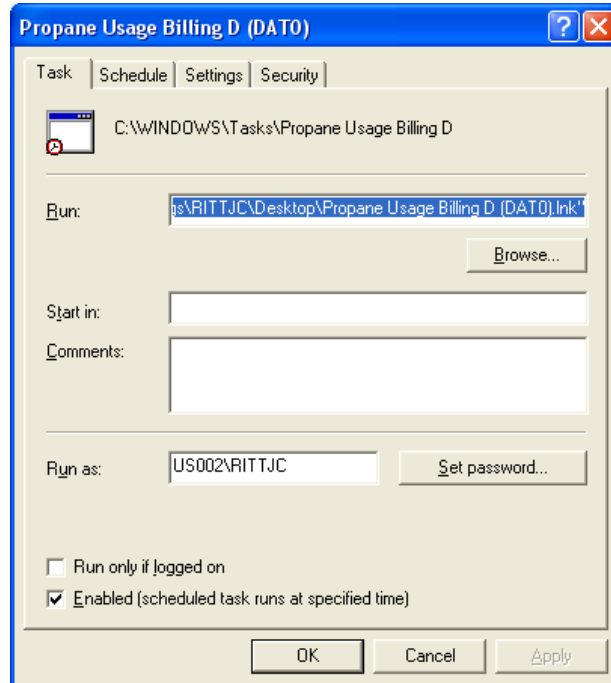 Propane Usage Billing D (DAT0)
Task Schedule Settings Security
C:\WINDOWS\Tasks\Propane Usage Billing D
Run: gs\RITTJC\Desktop\Propane Usage Billing D (DAT0).lnk"
Browse...
Start in:
Comments:
Run as: US002\RITTJC Set password...
Run only if logged on
Enabled (scheduled task runs at specified time)
OK Cancel Apply